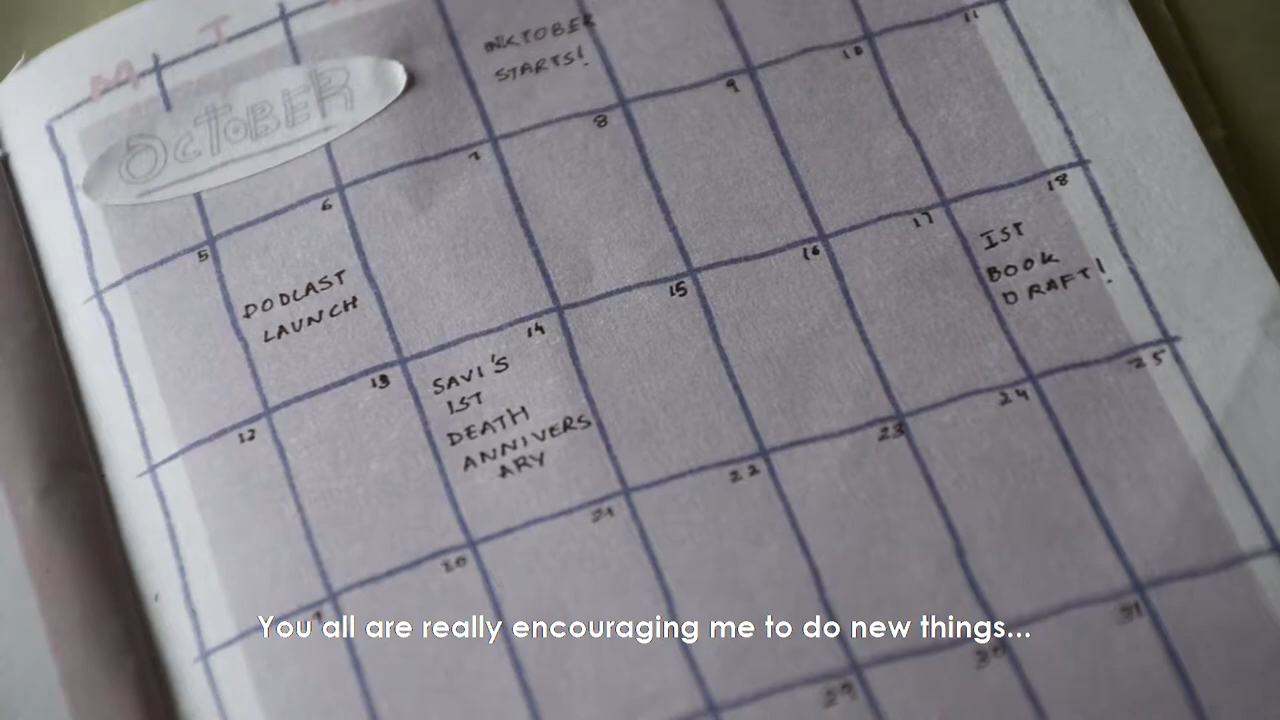 M T
OCTOBER
INKTOBER
STARTS!
5 6 7 8 9 10 11
PODCAST
LAUNCH
12 13 14 15 16 17 18
SAVI'S
1ST
DEATH
ANNIVERS
ARY
1ST
BOOK
DRAFT!
20 21 22 23 24 25
29 30 31
You all are really encouraging me to do new things...